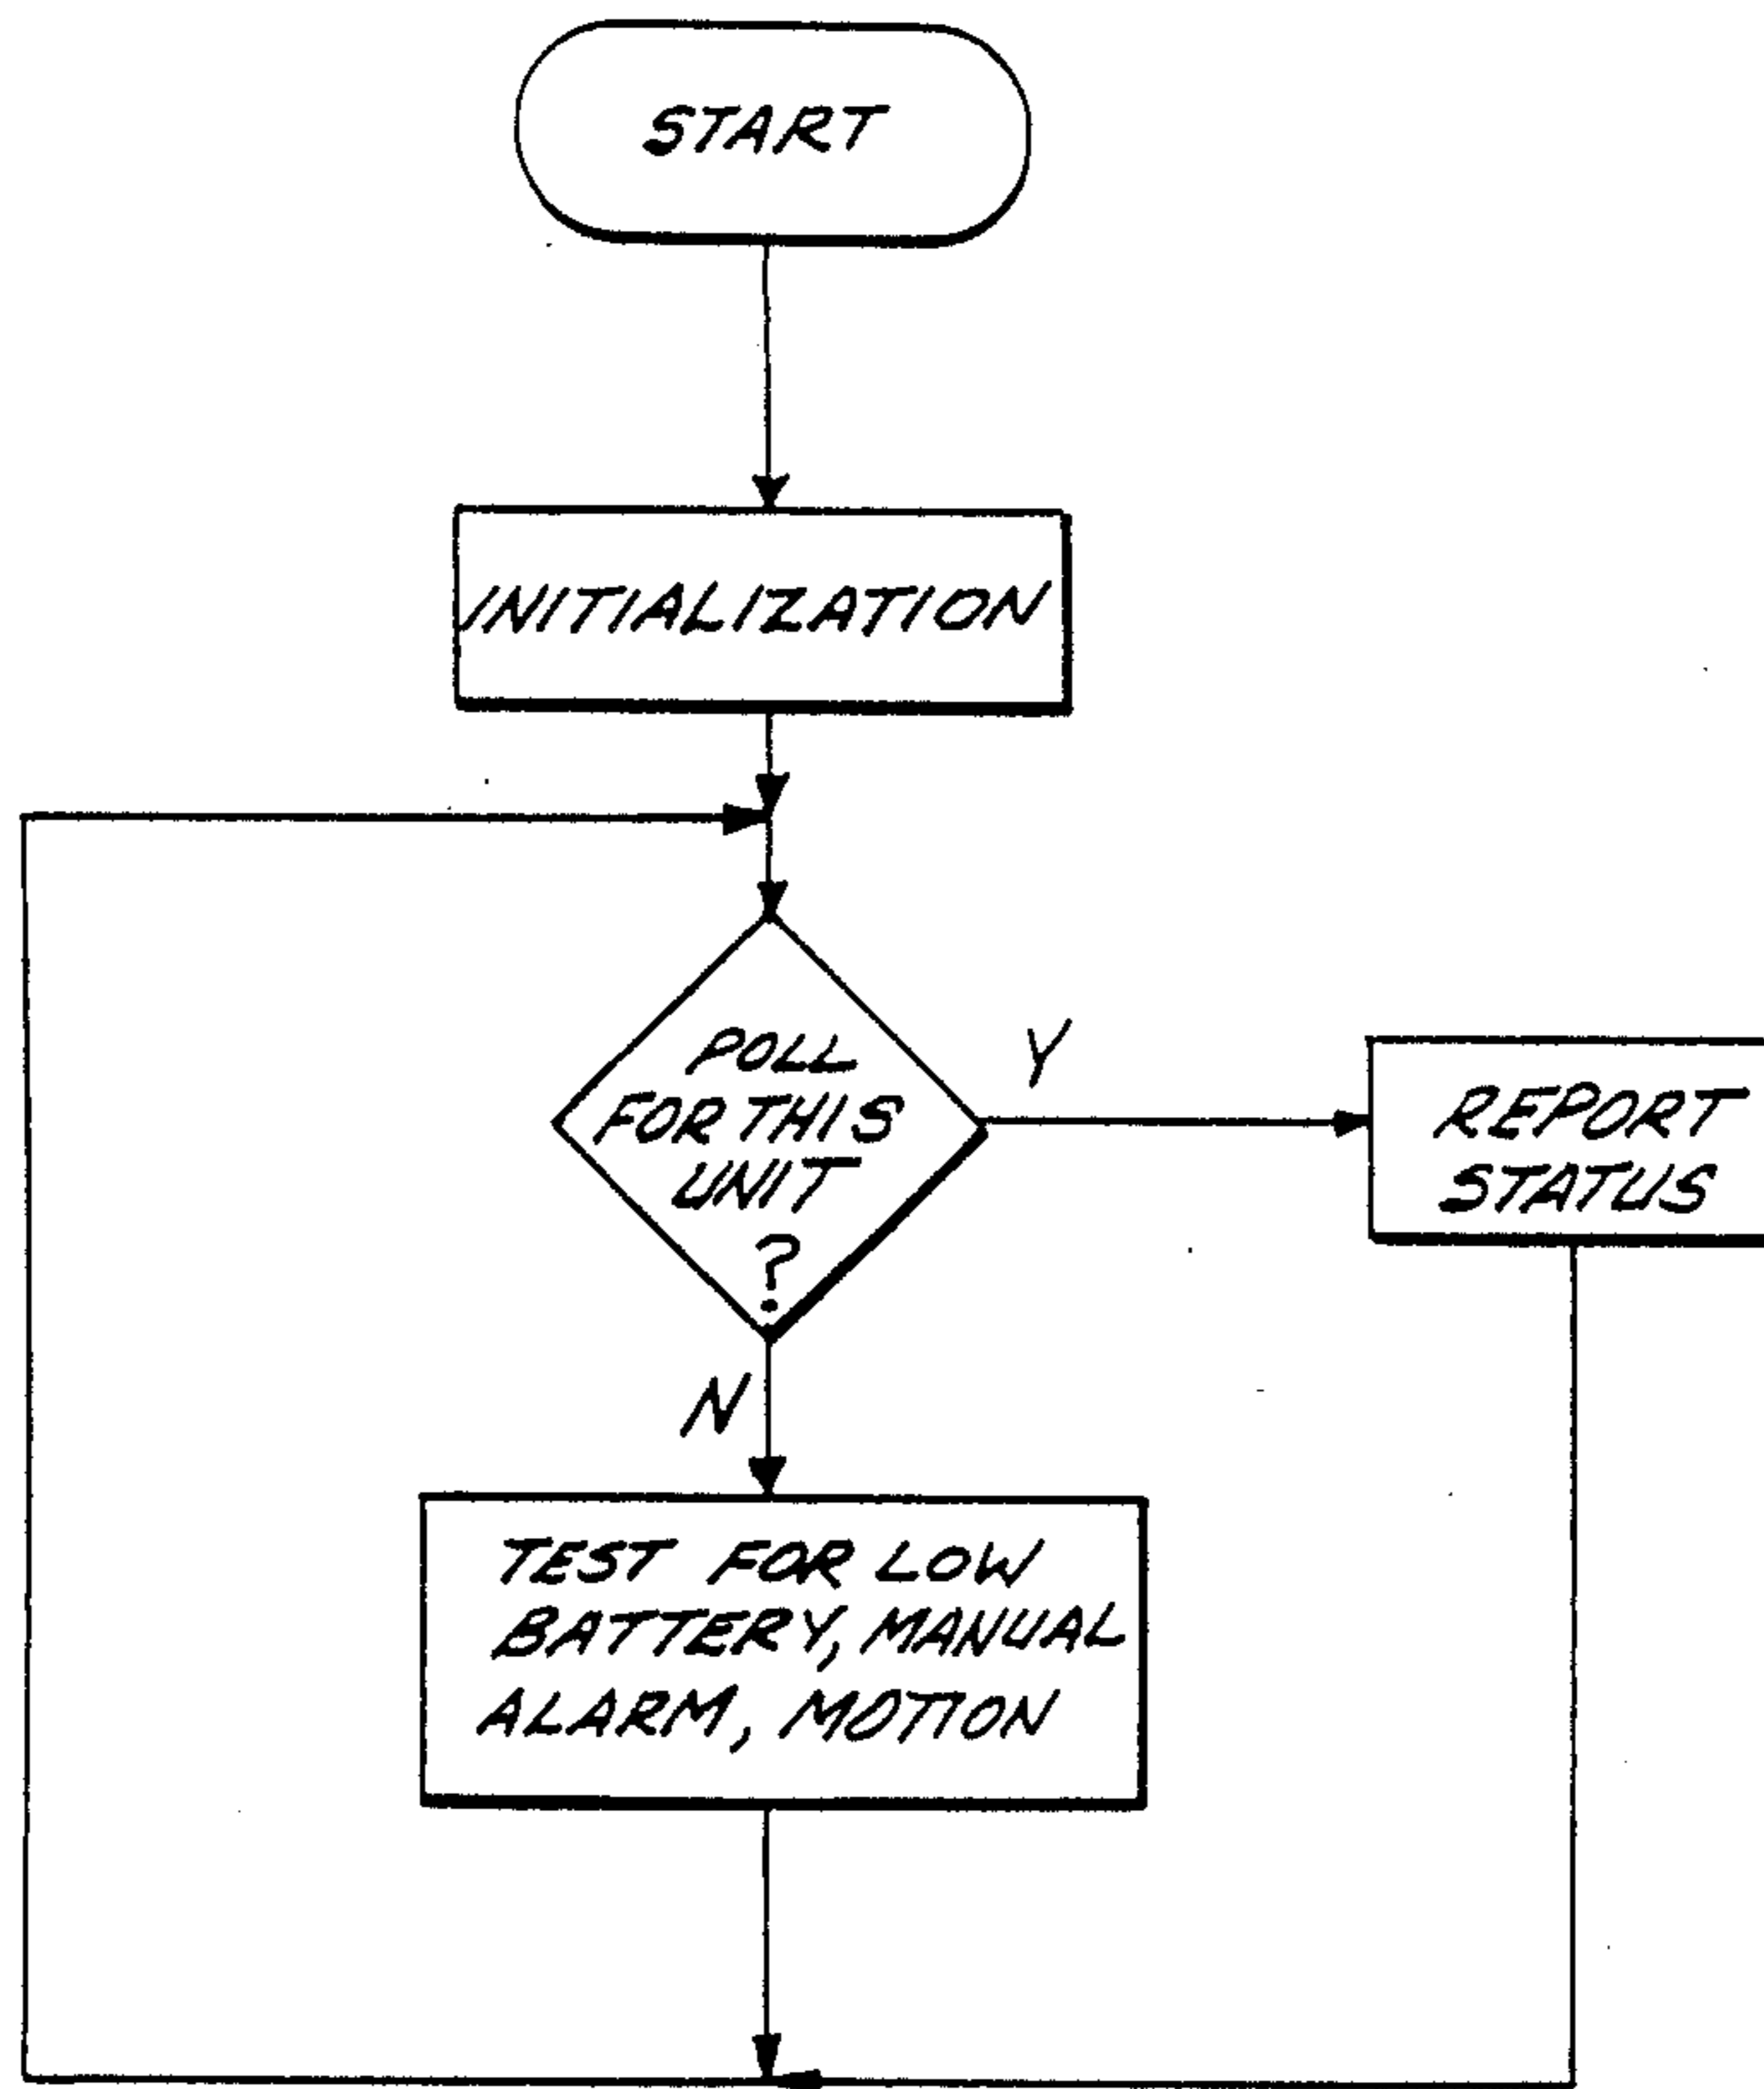 START
INITIALIZATION
POLL
FOR THIS
UNIT
?
Y
REPORT
STATUS
N
TEST FOR LOW
BATTERY, MANUAL
ALARM, MOTION